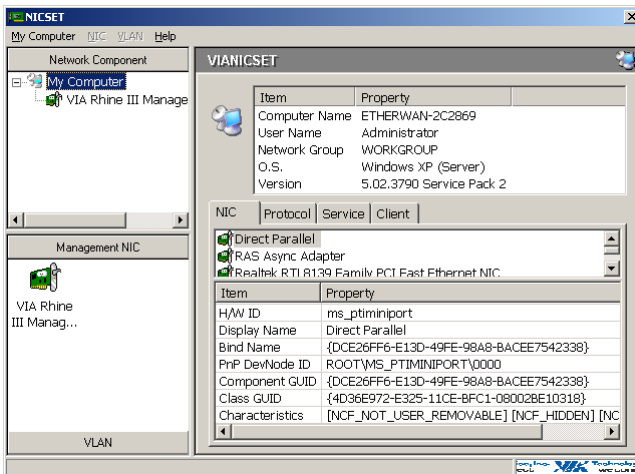 NICSET
My Computer NIC VLAN Help
Network Component
My Computer
VIA Rhine III Manage
Management NIC
VIA Rhine
III Manag...
VLAN
VIANICSET
Item Property
Computer Name ETHERWAN-2C2869
User Name Administrator
Network Group WORKGROUP
O.S. Windows XP (Server)
Version 5.02.3790 Service Pack 2
NIC Protocol Service Client
Direct Parallel
RAS Async Adapter
Realtek RTL8139 Family PCI Fast Ethernet NIC
Item Property
H/W ID ms_ptiminiport
Display Name Direct Parallel
Bind Name {DCE26FF6-E13D-49FE-98A8-BACEE7542338}
PnP DevNode ID ROOT\MS_PTIMINIPORT\0000
Component GUID {DCE26FF6-E13D-49FE-98A8-BACEE7542338}
Class GUID {4D36E972-E325-11CE-BFC1-08002BE10318}
Characteristics [NCF_NOT_USER_REMOVABLE] [NCF_HIDDEN] [NC
VIA